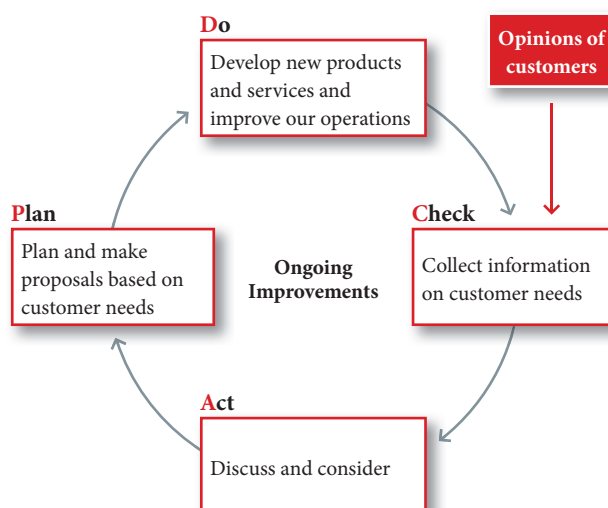 Do
Develop new products
and services and
improve our operations
Opinions of
customers
Plan
Plan and make
proposals based on
customer needs
Ongoing
Improvements
Check
Collect information
on customer needs
Act
Discuss and consider